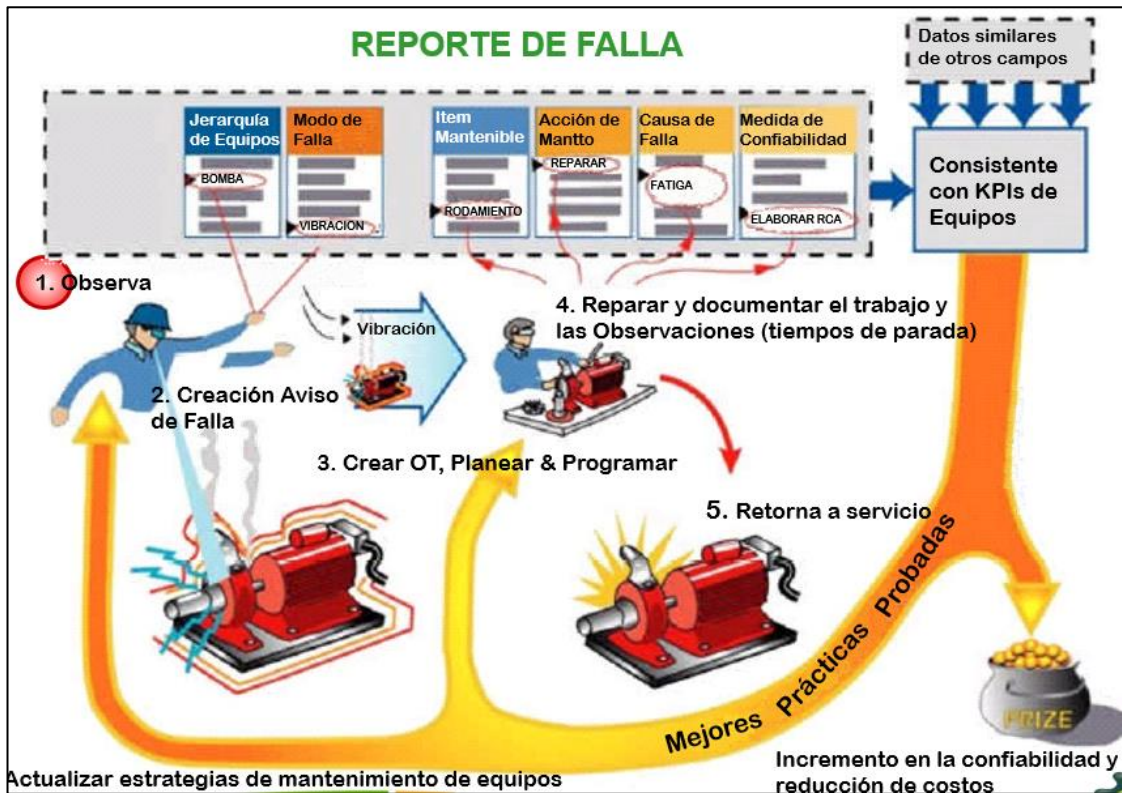 REPORTE DE FALLA
Datos similares
de otros campos
Jerarquía
de Equipos
Modo de
Falla
Item
Mantenible
Acción de
Mantto
Causa de
Falla
Medida de
Confiabilidad
BOMBA
VIBRACION
RODAMIENTO
REPARAR
FATIGA
ELABORAR RCA
Consistente
con KPIs de
Equipos
1. Observa
Vibración
4. Reparar y documentar el trabajo y
las Observaciones (tiempos de parada)
2. Creación Aviso
de Falla
3. Crear OT, Planear & Programar
5. Retorna a servicio
Mejores Prácticas Probadas
PRIZE
Actualizar estrategias de mantenimiento de equipos
Incremento en la confiabilidad y
reducción de costos